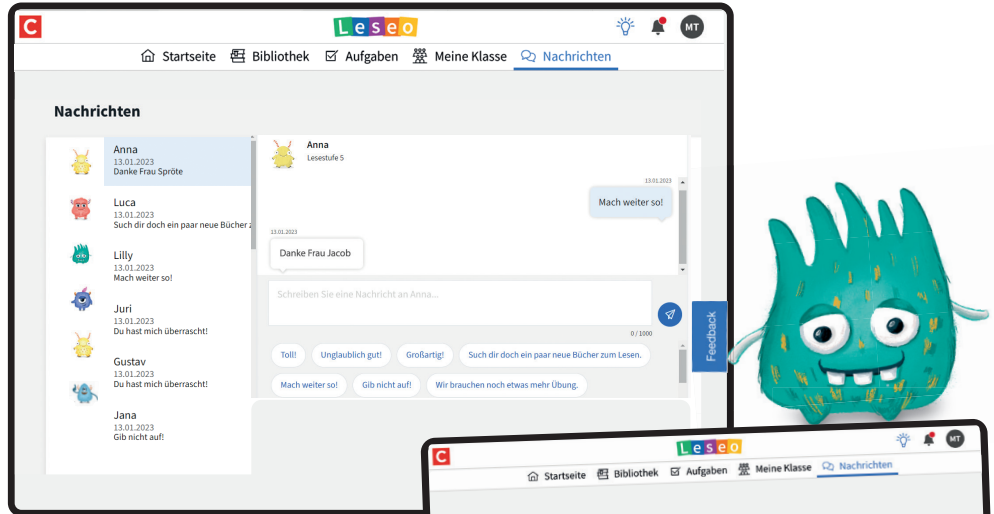 C
Leseo
MT
Startseite Bibliothek Aufgaben Meine Klasse Nachrichten
Nachrichten
Anna
13.01.2023
Danke Frau Spröte
Luca
13.01.2023
Such dir doch ein paar neue Bücher z
Lilly
13.01.2023
Mach weiter so!
Juri
13.01.2023
Du hast mich überrascht!
Gustav
13.01.2023
Du hast mich überrascht!
Jana
13.01.2023
Gib nicht auf!
Anna
Lesestufe 5
13.01.2023
Mach weiter so!
13.01.2023
Danke Frau Jacob
Schreiben Sie eine Nachricht an Anna...
0 / 1000
Toll! Unglaublich gut! Großartig! Such dir doch ein paar neue Bücher zum Lesen.
Mach weiter so! Gib nicht auf! Wir brauchen noch etwas mehr Übung.
Feedback
C
Leseo
MT
Startseite Bibliothek Aufgaben Meine Klasse Nachrichten